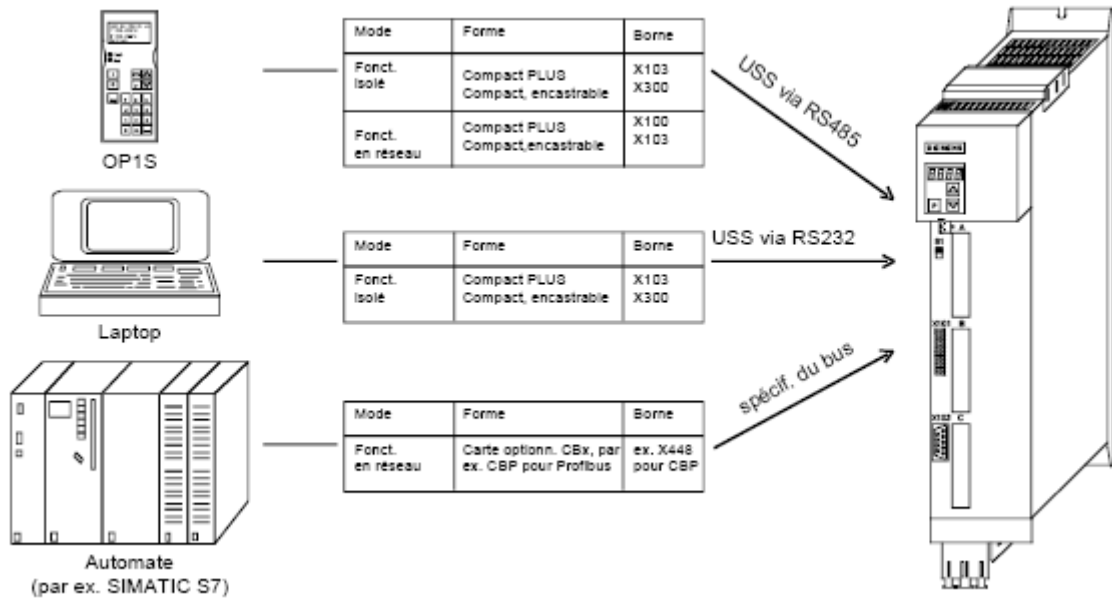 Mode Forme Borne
Fonct. Isolé Compact PLUS X103
Compact, encastrable X300
Fonct. en réseau Compact PLUS X100
Compact,encastrable X103
OP1S
USS via RS485
SIEMENS
Mode Forme Borne
Fonct. Isolé Compact PLUS X103
Compact, encastrable X300
USS via RS232
Laptop
Mode Forme Borne
Fonct. en réseau Carte optionn. CBx, par ex. X448
ex. CBP pour Profibus pour CBP
spécif. du bus
Automate
(par ex. SIMATIC S7)
P
A
S1
X101 B
X102 C